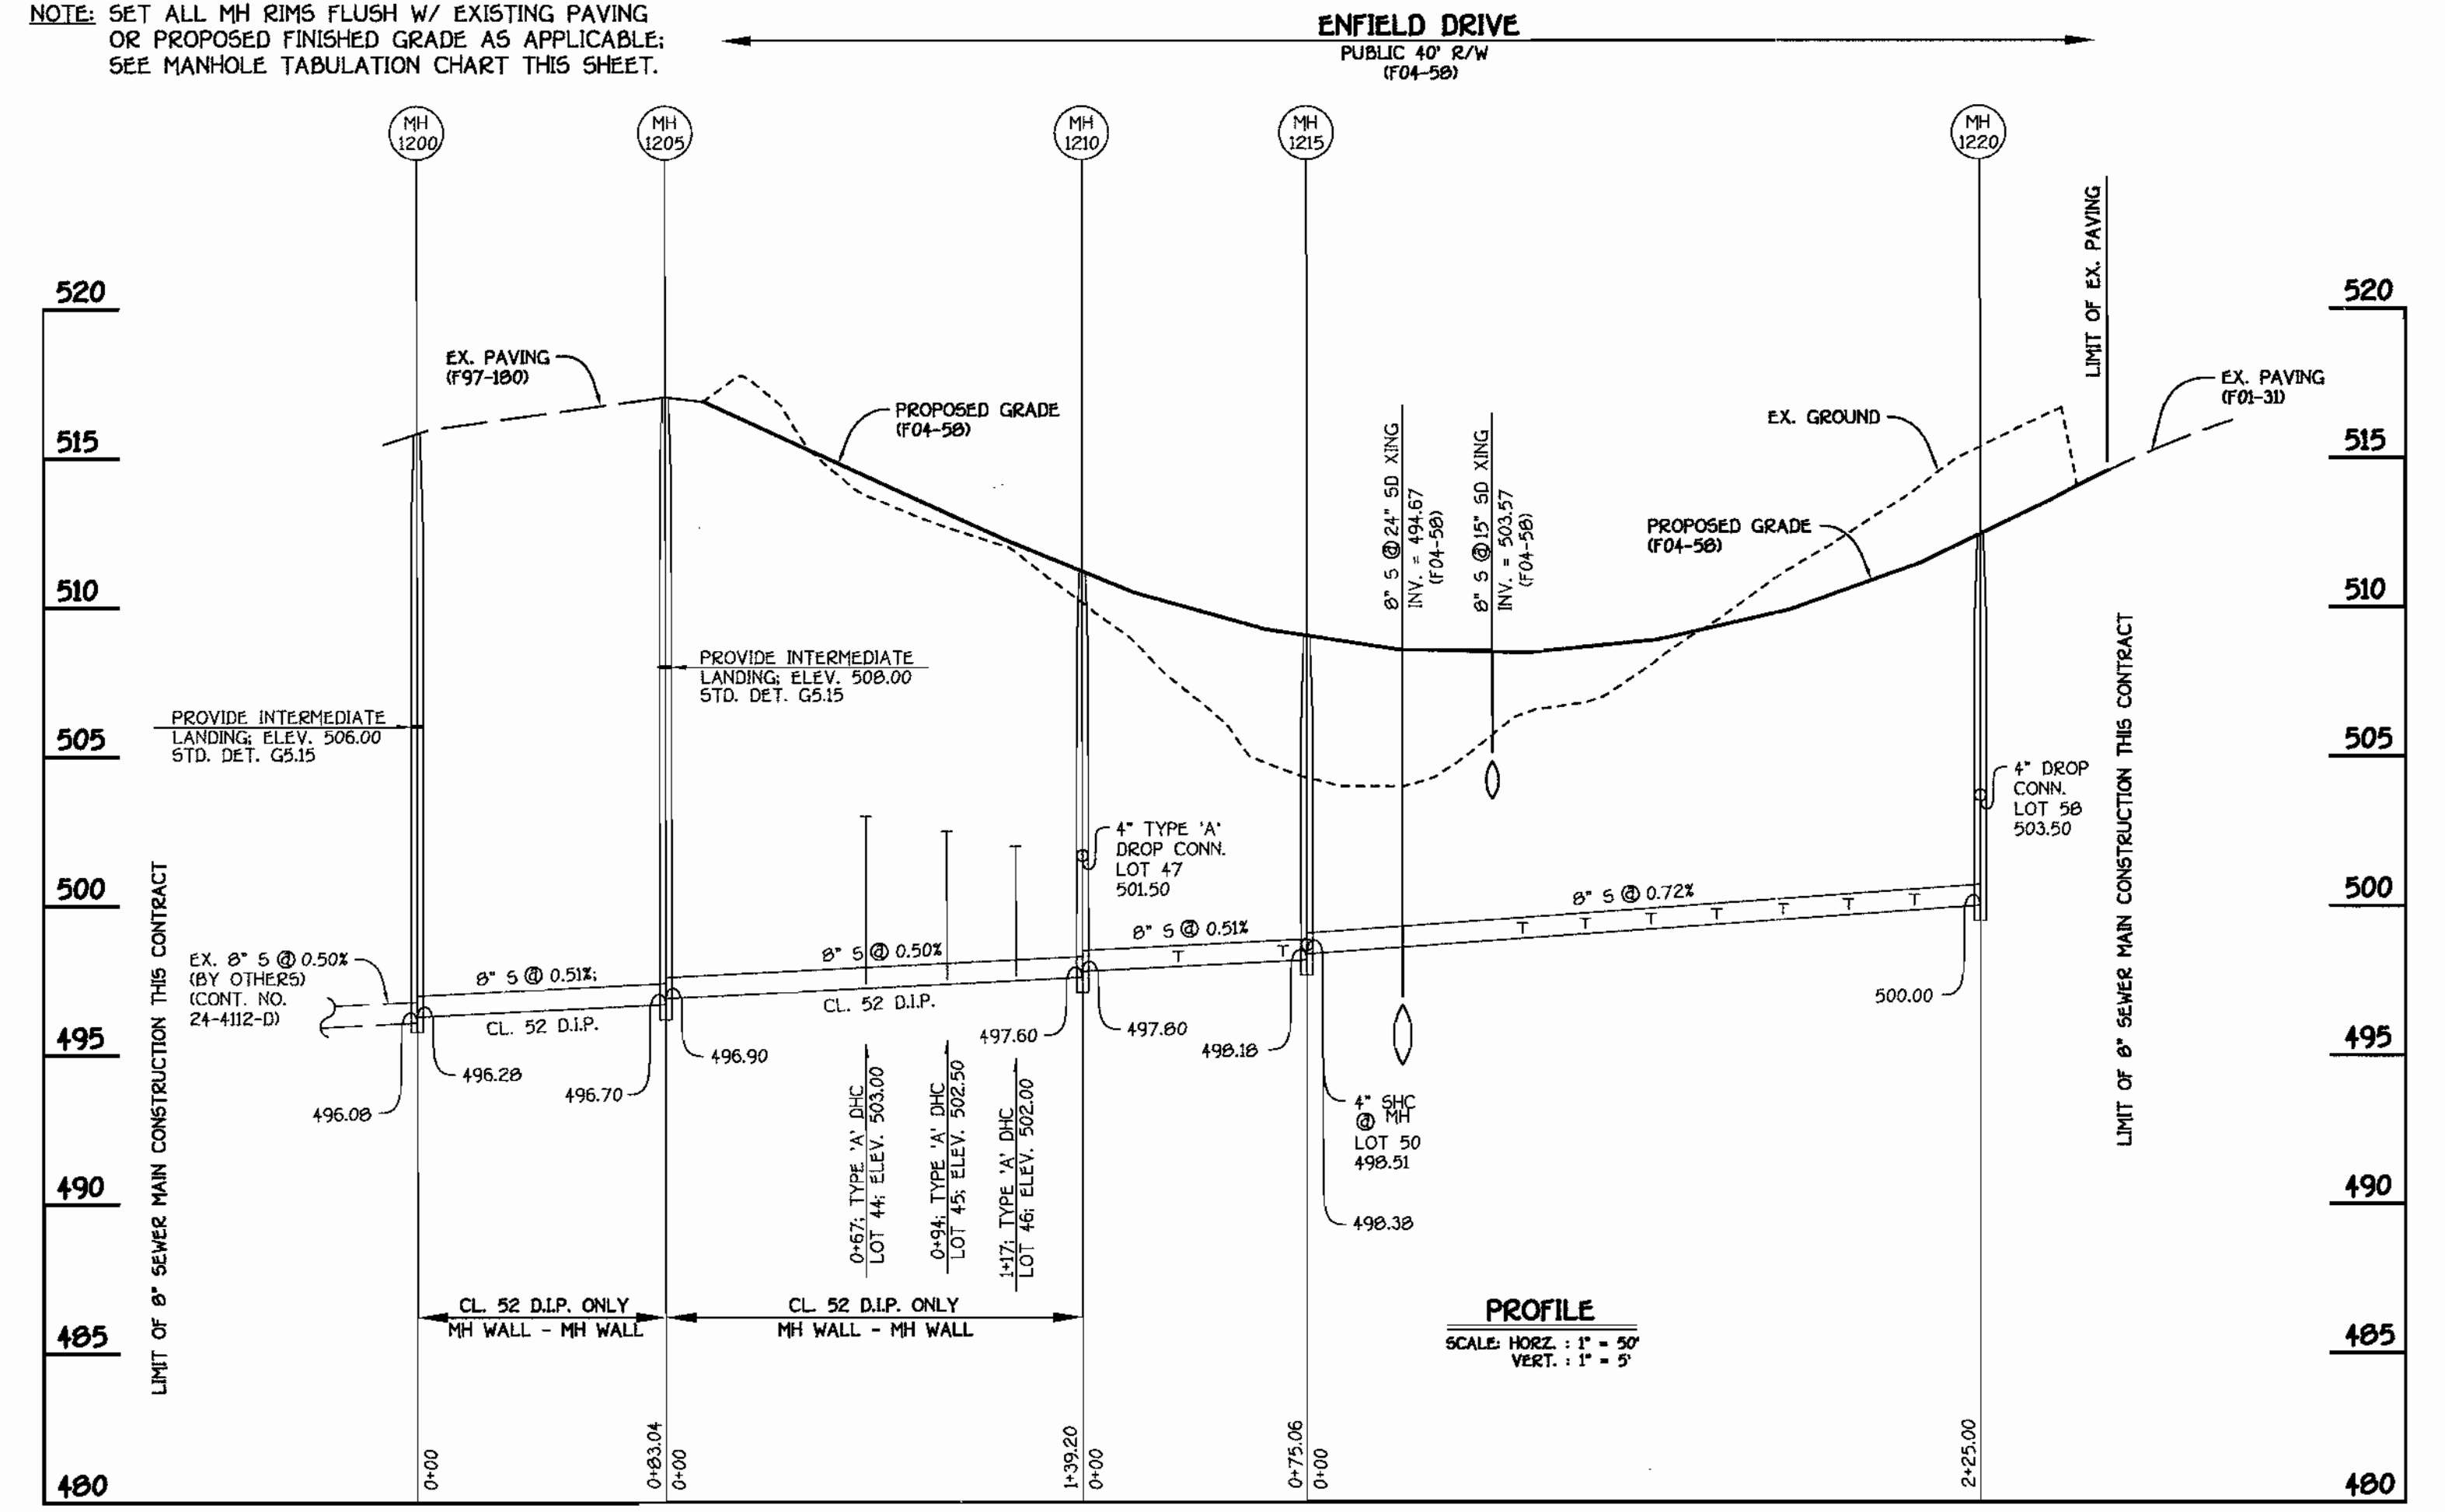 NOTE: SET ALL MH RIMS FLUSH W/ EXISTING PAVING
OR PROPOSED FINISHED GRADE AS APPLICABLE;
SEE MANHOLE TABULATION CHART THIS SHEET.
ENFIELD DRIVE
PUBLIC 40' R/W
(F04-58)
MH
1200
MH
1205
MH
1210
MH
1215
MH
1220
520
515
510
505
500
495
490
485
480
520
515
510
505
500
495
490
485
480
EX. PAVING
(F97-180)
PROPOSED GRADE
(F04-58)
8" S @ 24" SD XING
INV. = 494.67
(F04-58)
8" S @ 15" SD XING
INV. = 503.57
(F04-58)
EX. GROUND
PROPOSED GRADE
(F04-58)
LIMIT OF EX. PAVING
EX. PAVING
(F01-31)
PROVIDE INTERMEDIATE
LANDING; ELEV. 506.00
STD. DET. G5.15
PROVIDE INTERMEDIATE
LANDING; ELEV. 508.00
STD. DET. G5.15
4" TYPE 'A'
DROP CONN.
LOT 47
501.50
4" DROP
CONN.
LOT 58
503.50
LIMIT OF 8" SEWER MAIN CONSTRUCTION THIS CONTRACT
LIMIT OF 8" SEWER MAIN CONSTRUCTION THIS CONTRACT
EX. 8" S @ 0.50%
(BY OTHERS)
(CONT. NO.
24-4112-D)
8" S @ 0.51%;
CL. 52 D.I.P.
8" S @ 0.50%
CL. 52 D.I.P.
8" S @ 0.51%
T T
8" S @ 0.72%
T T T T T T T
496.08
496.28
496.70
496.90
497.60
497.80
498.18
4" SHC
@ MH
LOT 50
498.51
498.38
500.00
0+67; TYPE 'A' DHC
LOT 44; ELEV. 503.00
0+94; TYPE 'A' DHC
LOT 45; ELEV. 502.50
1+17; TYPE 'A' DHC
LOT 46; ELEV. 502.00
CL. 52 D.I.P. ONLY
MH WALL - MH WALL
CL. 52 D.I.P. ONLY
MH WALL - MH WALL
PROFILE
SCALE: HORZ. : 1" = 50'
VERT. : 1" = 5'
0+00
0+83.04
0+00
1+39.20
0+00
0+75.06
0+00
2+25.00